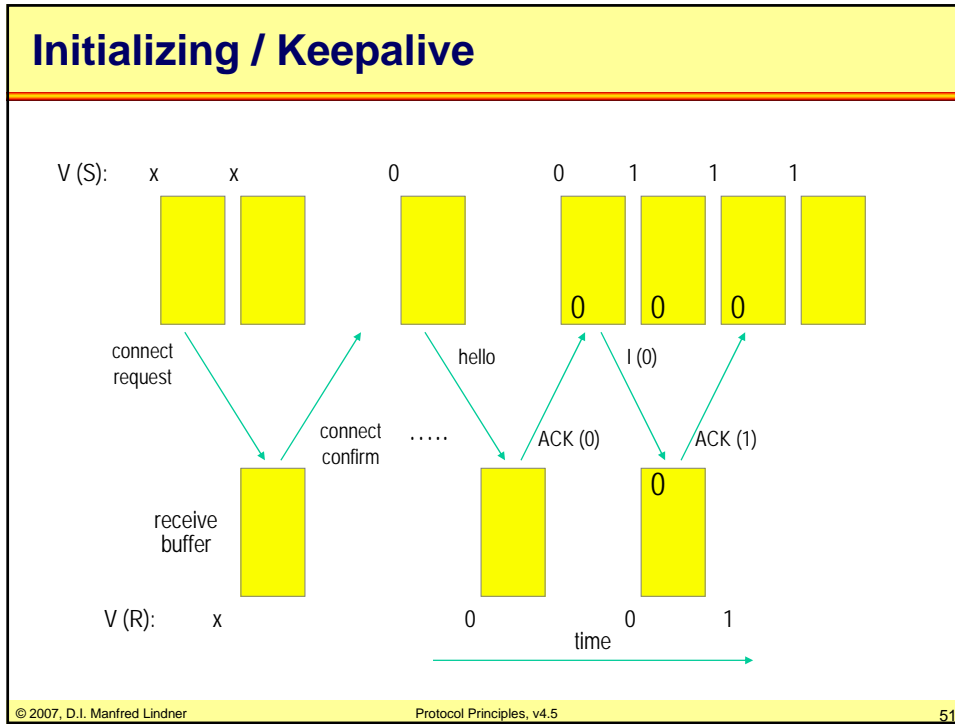 Initializing / Keepalive
V (S): x x 0 0 1 1 1
0 0 0
connect
request
hello
I (0)
connect
confirm
.....
ACK (0)
ACK (1)
0
receive
buffer
V (R): x 0 0 1
time
© 2007, D.I. Manfred Lindner
Protocol Principles, v4.5
51